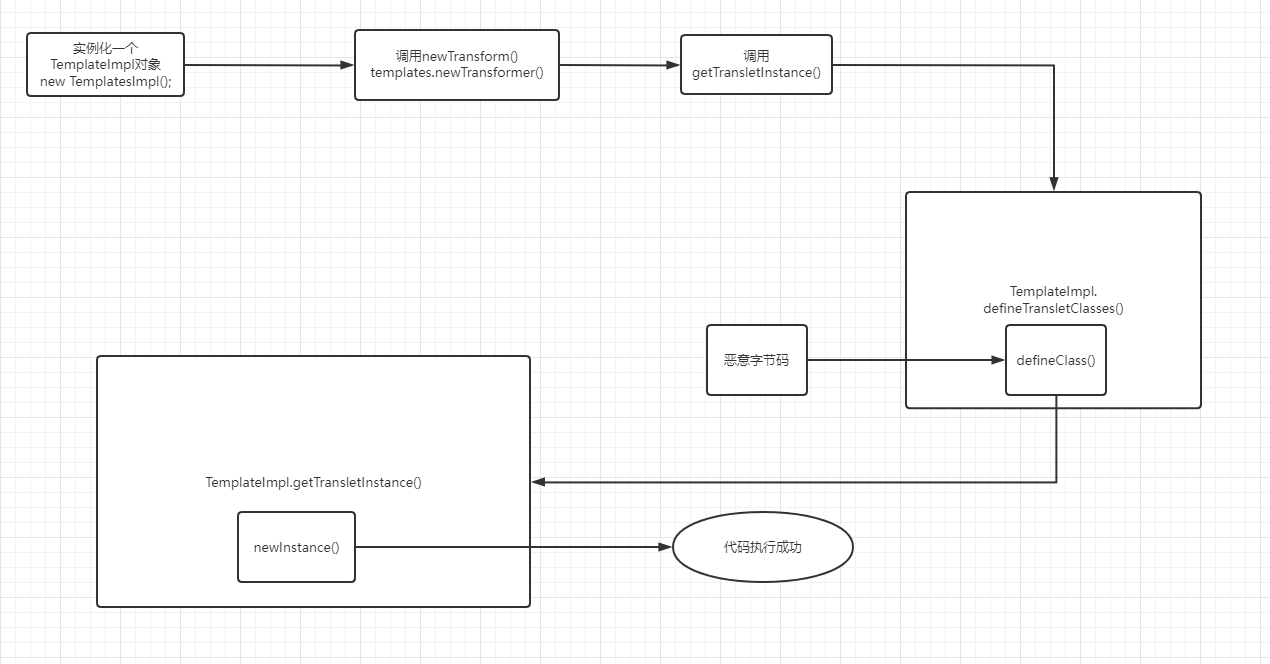 实例化一个
TemplateImpl对象
new TemplatesImpl();
调用newTransform()
templates.newTransformer()
调用
getTransletInstance()
TemplateImpl.
defineTransletClasses()
恶意字节码
defineClass()
TemplateImpl.getTransletInstance()
newInstance()
代码执行成功